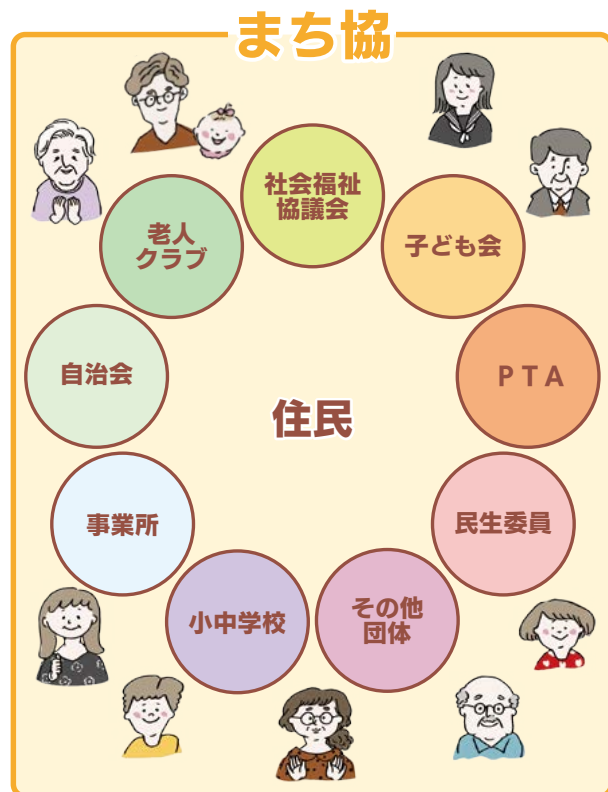 まち協
社会福祉
協議会
老人
クラブ
子ども会
自治会
ＰＴＡ
住民
事業所
民生委員
小中学校
その他
団体